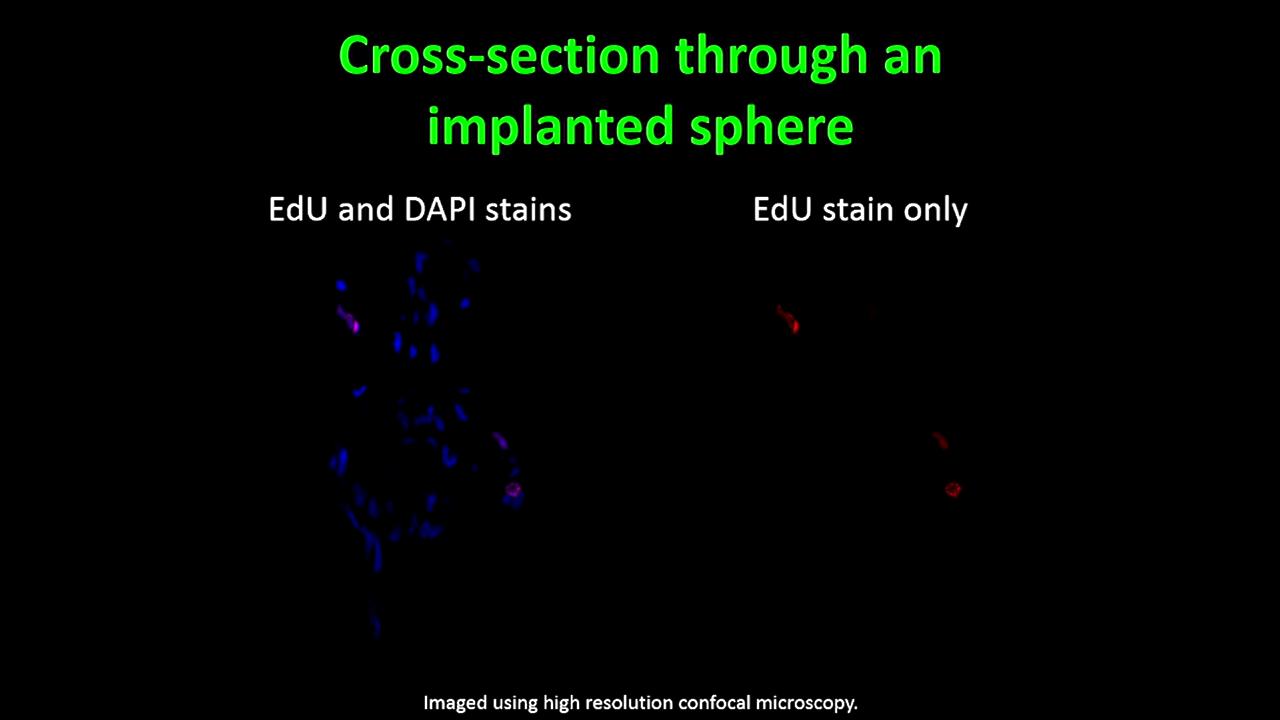 Cross-section through an
implanted sphere
EdU and DAPI stains
EdU stain only
Imaged using high resolution confocal microscopy.